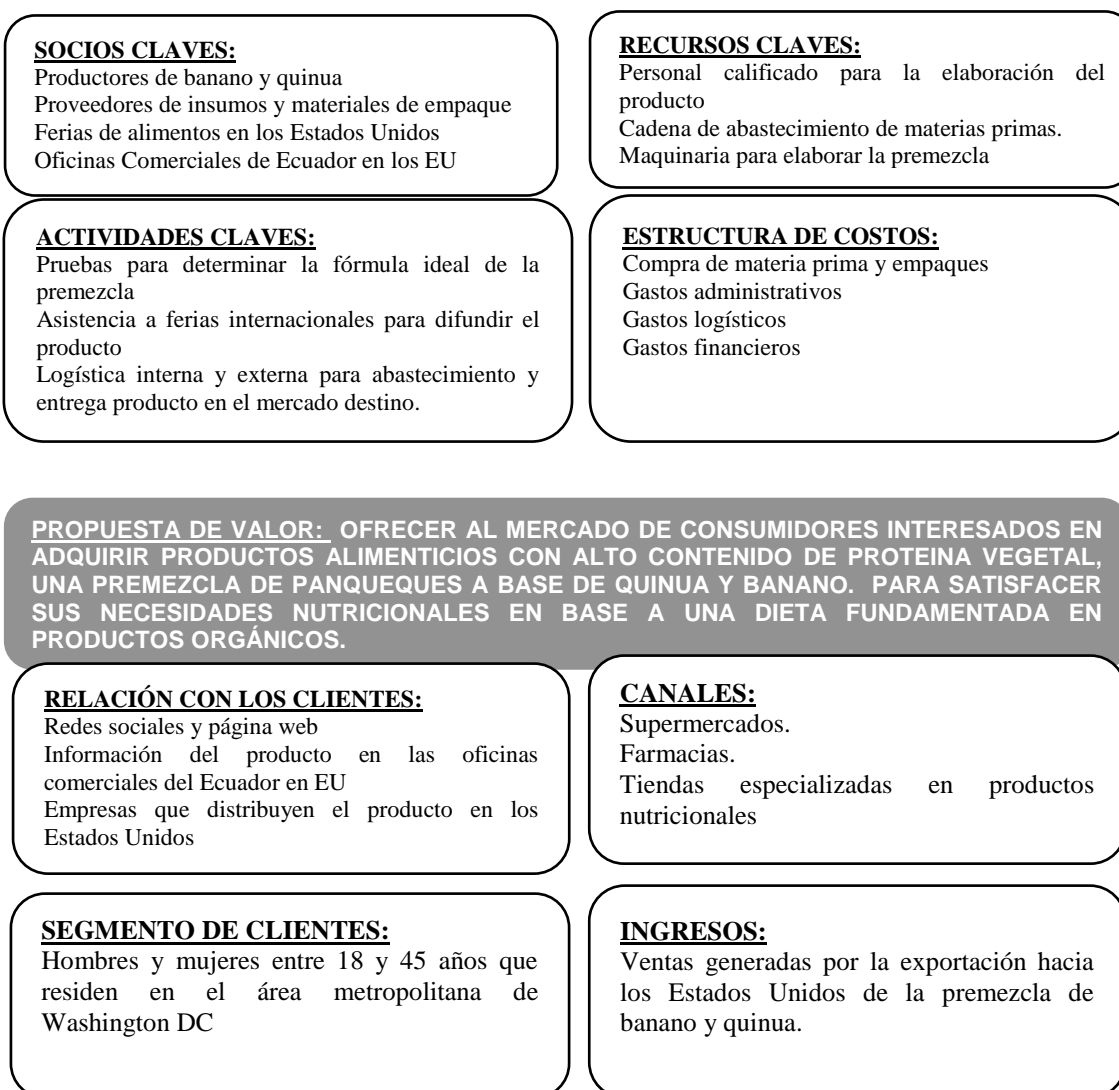 SOCIOS CLAVES:
Productores de banano y quinua
Proveedores de insumos y materiales de empaque
Ferias de alimentos en los Estados Unidos
Oficinas Comerciales de Ecuador en los EU
RECURSOS CLAVES:
Personal calificado para la elaboración del
producto
Cadena de abastecimiento de materias primas.
Maquinaria para elaborar la premezcla
ACTIVIDADES CLAVES:
Pruebas para determinar la fórmula ideal de la
premezcla
Asistencia a ferias internacionales para difundir el
producto
Logística interna y externa para abastecimiento y
entrega producto en el mercado destino.
ESTRUCTURA DE COSTOS:
Compra de materia prima y empaques
Gastos administrativos
Gastos logísticos
Gastos financieros
PROPUESTA DE VALOR: OFRECER AL MERCADO DE CONSUMIDORES INTERESADOS EN
ADQUIRIR PRODUCTOS ALIMENTICIOS CON ALTO CONTENIDO DE PROTEINA VEGETAL,
UNA PREMEZCLA DE PANQUEQUES A BASE DE QUINUA Y BANANO. PARA SATISFACER
SUS NECESIDADES NUTRICIONALES EN BASE A UNA DIETA FUNDAMENTADA EN
PRODUCTOS ORGÁNICOS.
RELACIÓN CON LOS CLIENTES:
Redes sociales y página web
Información del producto en las oficinas
comerciales del Ecuador en EU
Empresas que distribuyen el producto en los
Estados Unidos
CANALES:
Supermercados.
Farmacias.
Tiendas especializadas en productos
nutricionales
SEGMENTO DE CLIENTES:
Hombres y mujeres entre 18 y 45 años que
residen en el área metropolitana de
Washington DC
INGRESOS:
Ventas generadas por la exportación hacia
los Estados Unidos de la premezcla de
banano y quinua.